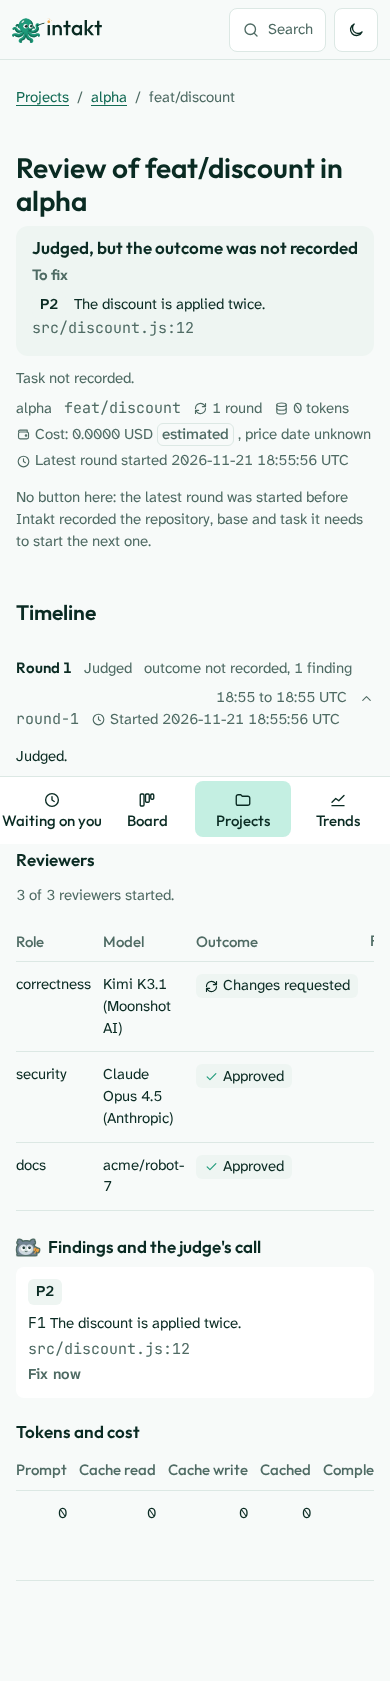 intakt
Search
Projects / alpha / feat/discount
Review of feat/discount in
alpha
Judged, but the outcome was not recorded
To fix
P2 The discount is applied twice.
src/discount.js:12
Task not recorded.
alpha feat/discount 1 round 0 tokens
Cost: 0.0000 USD estimated , price date unknown
Latest round started 2026-11-21 18:55:56 UTC
No button here: the latest round was started before
Intakt recorded the repository, base and task it needs
to start the next one.
Timeline
Round 1 Judged outcome not recorded, 1 finding
18:55 to 18:55 UTC
round-1 Started 2026-11-21 18:55:56 UTC
Judged.
Waiting on you Board Projects Trends
Reviewers
3 of 3 reviewers started.
Role Model Outcome
correctness Kimi K3.1 Changes requested
(Moonshot
AI)
security Claude Approved
Opus 4.5
(Anthropic)
docs acme/robot- Approved
7
Findings and the judge's call
P2
F1 The discount is applied twice.
src/discount.js:12
Fix now
Tokens and cost
Prompt Cache read Cache write Cached Comple
0 0 0 0